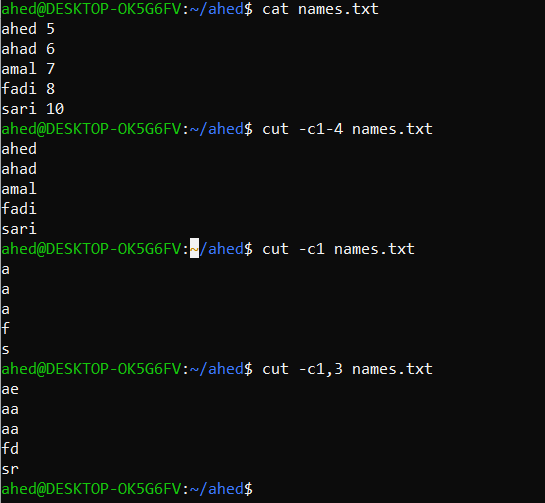 ahed@DESKTOP-OK5G6FV:~/ahed$ cat names.txt
ahed 5
ahad 6
amal 7
fadi 8
sari 10
ahed@DESKTOP-OK5G6FV:~/ahed$ cut -c1-4 names.txt
ahed
ahad
amal
fadi
sari
ahed@DESKTOP-OK5G6FV:~/ahed$ cut -c1 names.txt
a
a
a
f
s
ahed@DESKTOP-OK5G6FV:~/ahed$ cut -c1,3 names.txt
ae
aa
aa
fd
sr
ahed@DESKTOP-OK5G6FV:~/ahed$